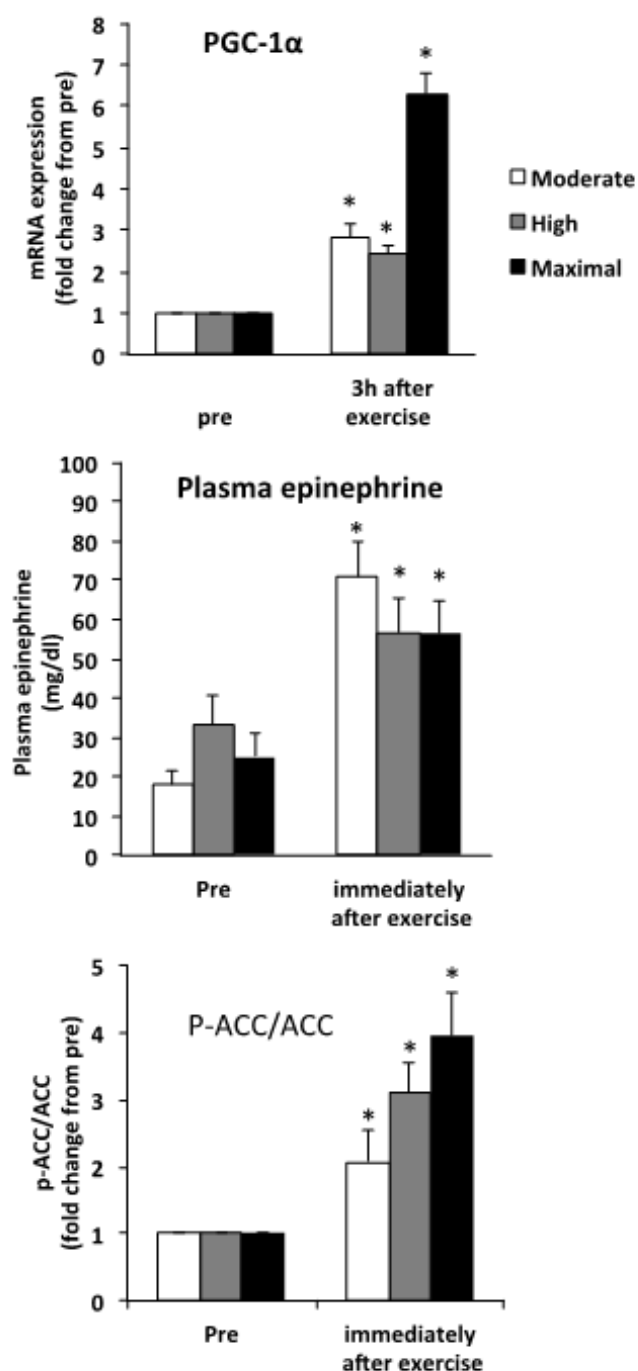 PGC-1α
mRNA expression
(fold change from pre)
8
7
6
5
4
3
2
1
0
*
*
*
Moderate
High
Maximal
pre
3h after
exercise
Plasma epinephrine
Plasma epinephrine
(mg/dl)
100
90
80
70
60
50
40
30
20
10
0
*
*
*
Pre
immediately
after exercise
P-ACC/ACC
p-ACC/ACC
(fold change from pre)
5
4
3
2
1
0
*
*
*
Pre
immediately
after exercise